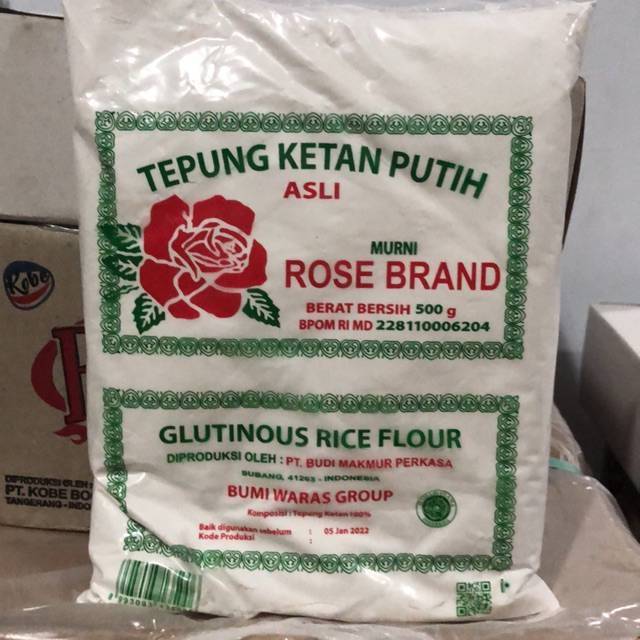 TEPUNG KETAN PUTIH
ASLI
MURNI
ROSE BRAND
BERAT BERSIH 500 g
BPOM RI MD 228110006204
GLUTINOUS RICE FLOUR
DIPRODUKSI OLEH : PT. BUDI MAKMUR PERKASA
SUBANG, 41263 - INDONESIA
BUMI WARAS GROUP
Komposisi : Tepung Ketan 100%
Baik digunakan sebelum : 05 Jan 2022
Kode Produksi :
Kobe
DIPRODUKSI OLEH
PT. KOBE BO
TANGERANG - INDO